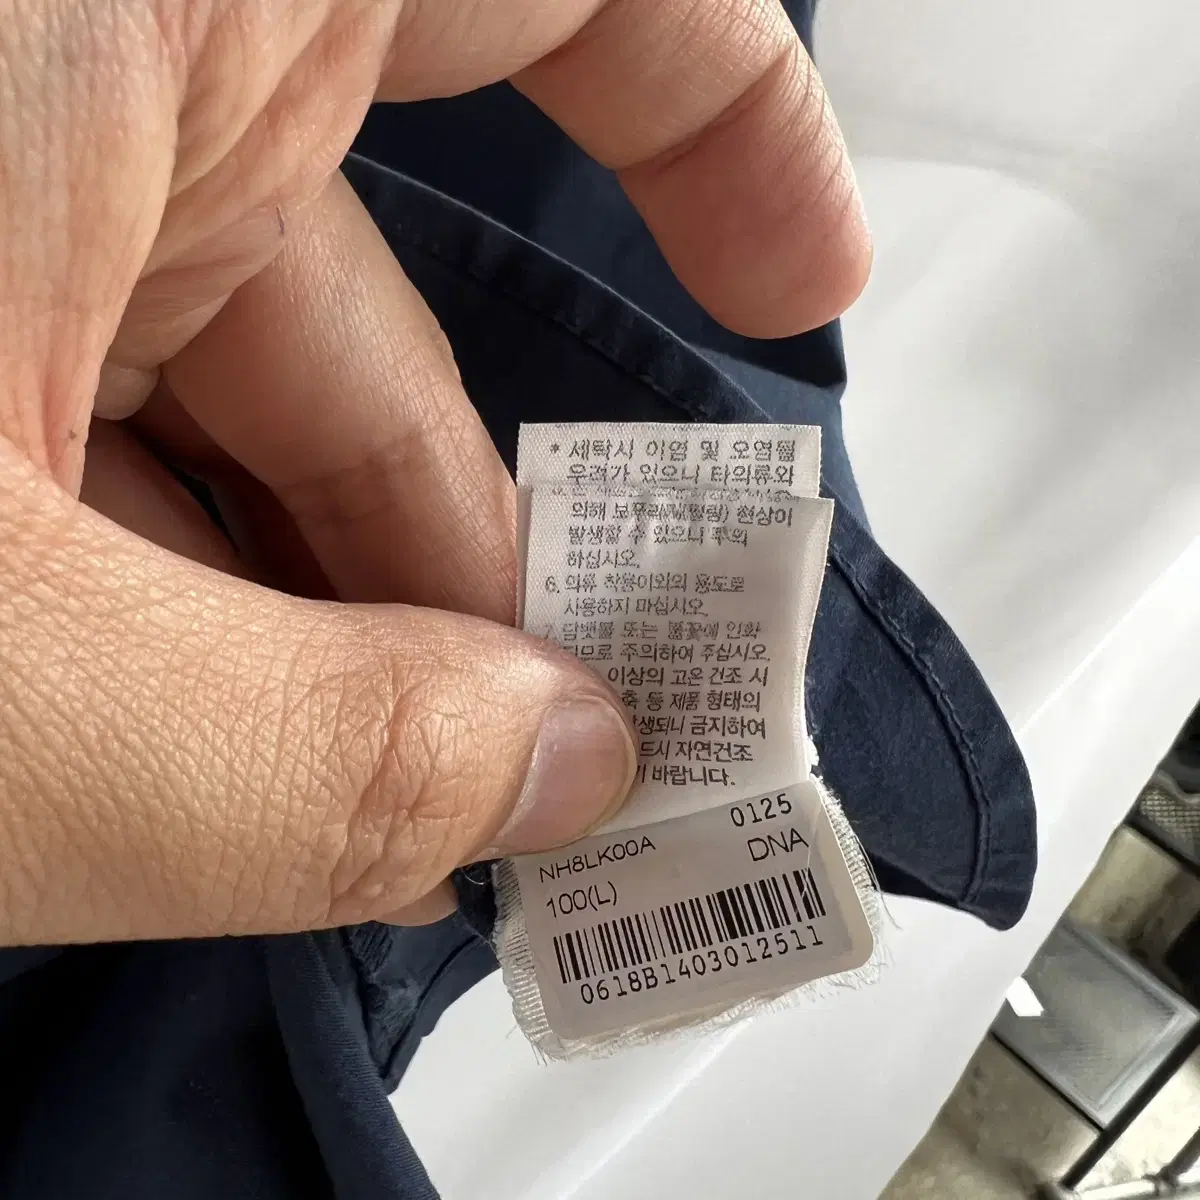 * 세탁시 이염 및 오염될
우려가 있으니 타의류와
의해 보푸라기(필링) 현상이
발생할 수 있으니 주의
하십시오.
6. 의류 착용이외의 용도로
사용하지 마십시오.
담뱃불 또는 불꽃에 인화
되므로 주의하여 주십시오.
이상의 고온 건조 시
축 등 제품 형태의
생되니 금지하여
드시 자연건조
기 바랍니다.
0125
NH8LK00A DNA
100(L)
0618B1403012511